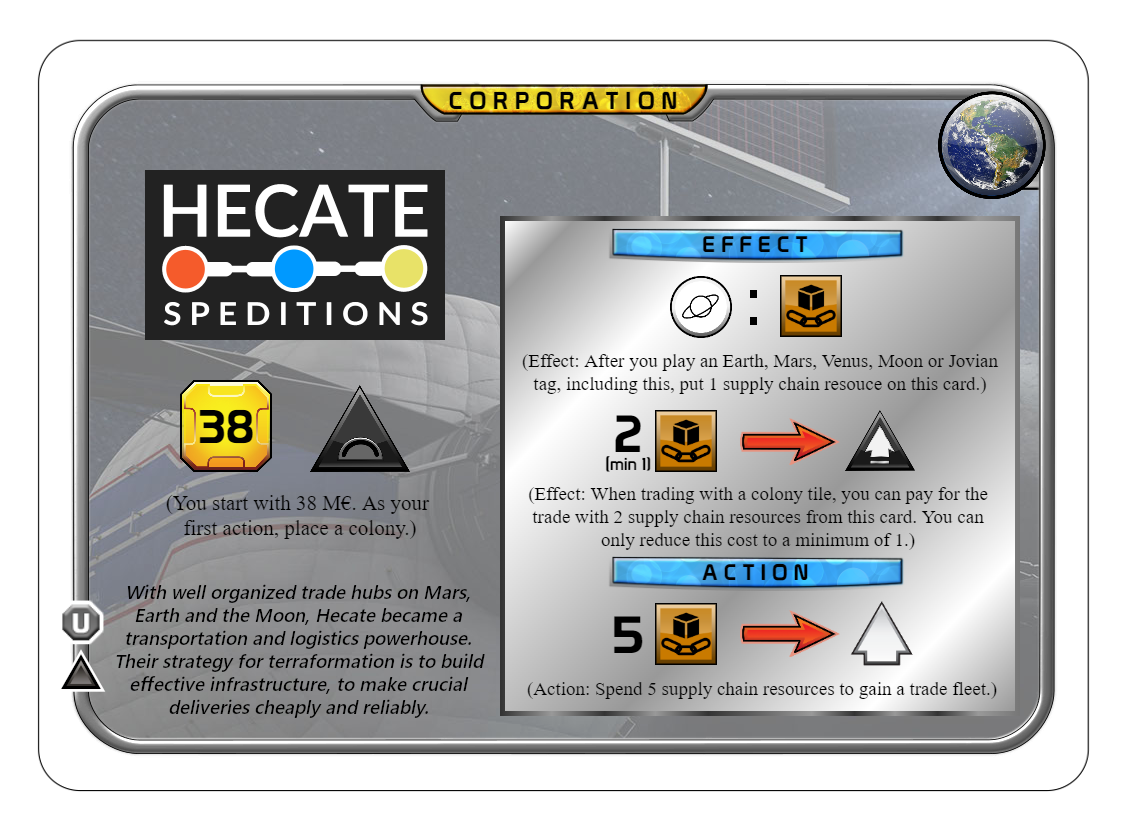 CORPORATION
HECATE
SPEDITIONS
38
(You start with 38 M€. As your
first action, place a colony.)
With well organized trade hubs on Mars,
Earth and the Moon, Hecate became a
transportation and logistics powerhouse.
Their strategy for terraformation is to build
effective infrastructure, to make crucial
deliveries cheaply and reliably.
U
EFFECT
:
(Effect: After you play an Earth, Mars, Venus, Moon or Jovian
tag, including this, put 1 supply chain resouce on this card.)
2
(min 1)
(Effect: When trading with a colony tile, you can pay for the
trade with 2 supply chain resources from this card. You can
only reduce this cost to a minimum of 1.)
ACTION
5
(Action: Spend 5 supply chain resources to gain a trade fleet.)